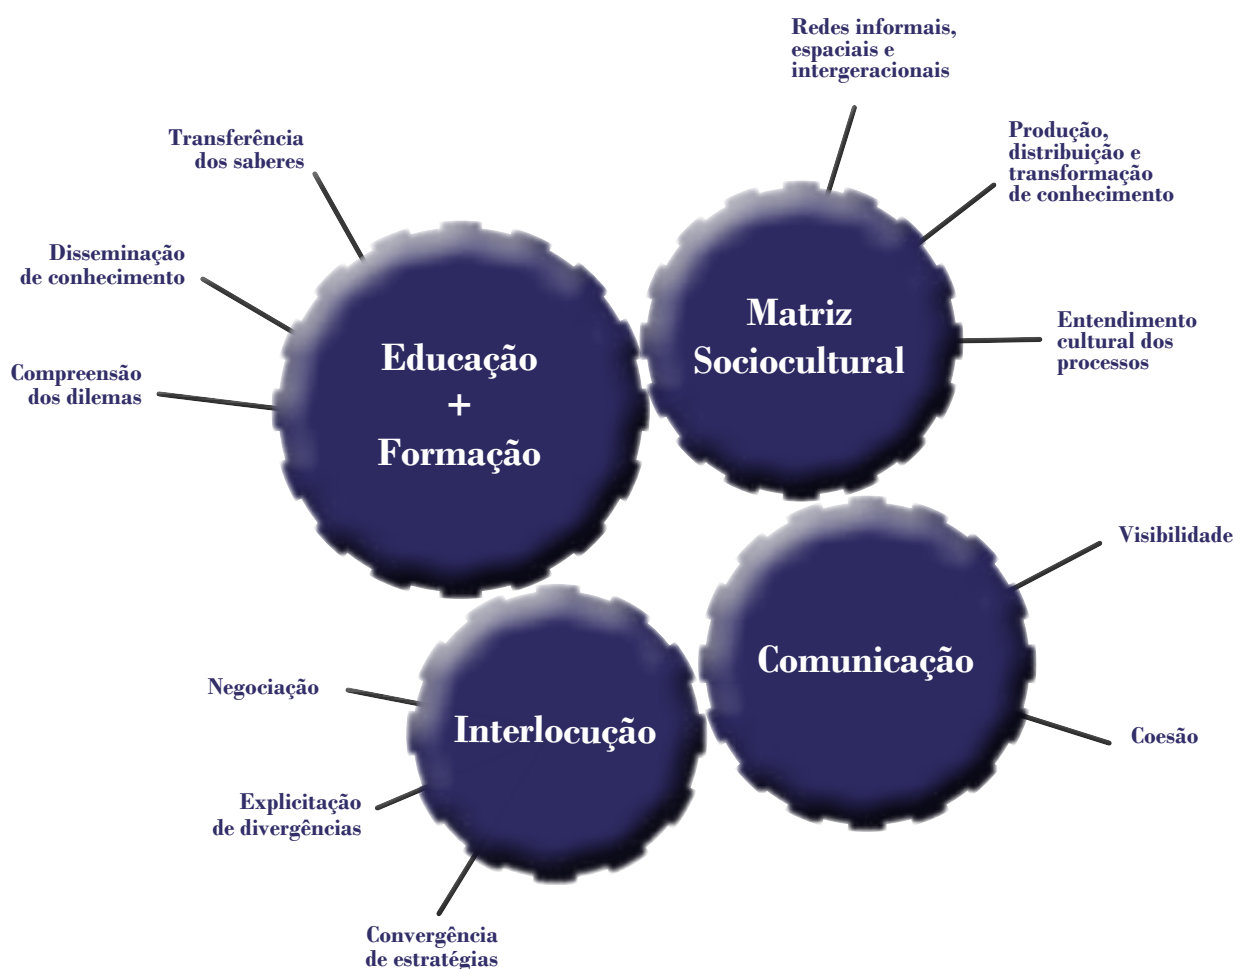 Redes informais,
espaciais e
intergeracionais
Produção,
distribuição e
transformação
de conhecimento
Transferência
dos saberes
Disseminação
de conhecimento
Compreensão
dos dilemas
Educação
+
Formação
Matriz
Sociocultural
Entendimento
cultural dos
processos
Visibilidade
Comunicação
Coesão
Negociação
Interlocução
Explicitação
de divergências
Convergência
de estratégias